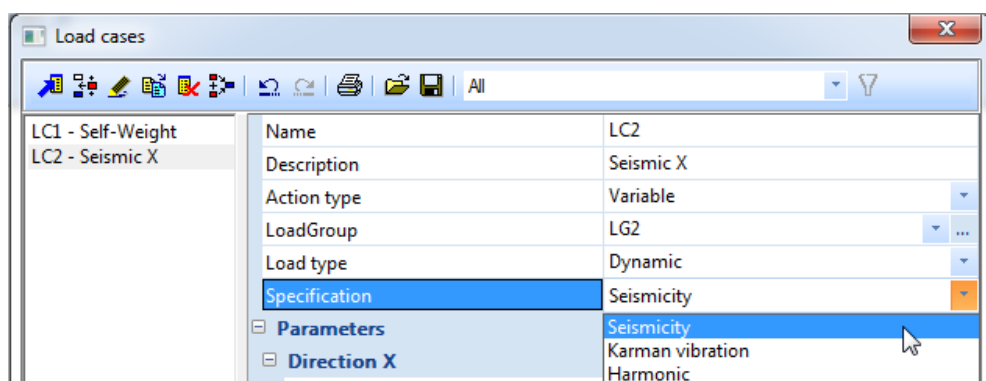 Load cases
All
LC1 - Self-Weight
LC2 - Seismic X
Name LC2
Description Seismic X
Action type Variable
LoadGroup LG2 ...
Load type Dynamic
Specification Seismicity
Parameters
Direction X
Seismicity
Karman vibration
Harmonic